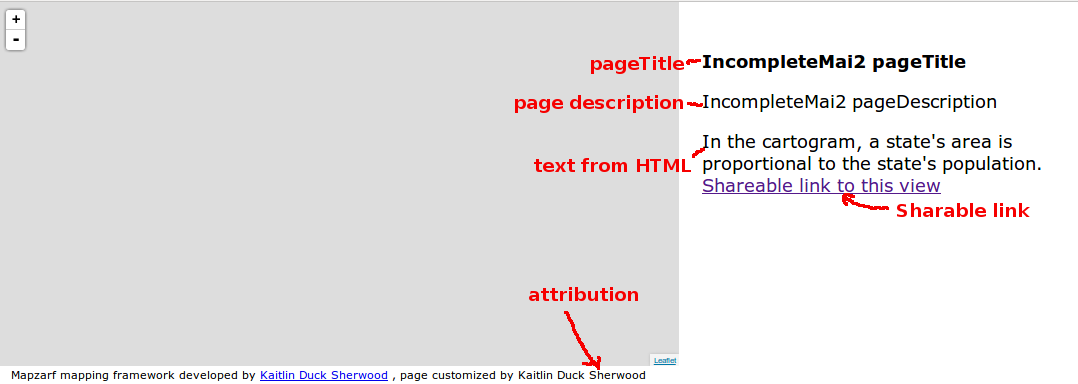 +
-
pageTitle
IncompleteMai2 pageTitle
page description
IncompleteMai2 pageDescription
text from HTML
In the cartogram, a state's area is
proportional to the state's population.
Shareable link to this view
Sharable link
attribution
Leaflet
Mapzarf mapping framework developed by Kaitlin Duck Sherwood , page customized by Kaitlin Duck Sherwood